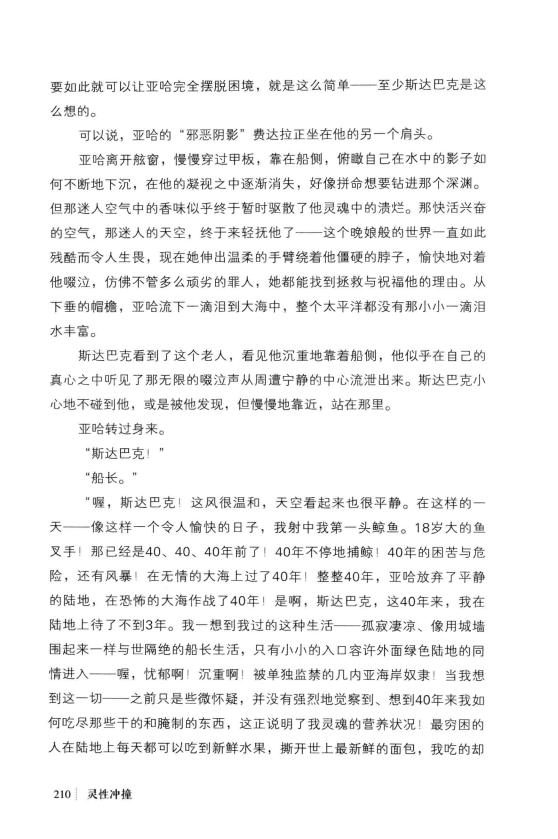 要如此就可以让亚哈完全摆脱困境，就是这么简单——至少斯达巴克是这
么想的。
可以说，亚哈的“邪恶阴影”费达拉正坐在他的另一个肩头。
亚哈离开舷窗，慢慢穿过甲板，靠在船侧，俯瞰自己在水中的影子如
何不断地下沉，在他的凝视之中逐渐消失，好像拼命想要钻进那个深渊。
但那迷人空气中的香味似乎终于暂时驱散了他灵魂中的溃烂。那快活兴奋
的空气，那迷人的天空，终于来轻抚他了——这个晚娘般的世界一直如此
残酷而令人生畏，现在她伸出温柔的手臂绕着他僵硬的脖子，愉快地对着
他啜泣，仿佛不管多么顽劣的罪人，她都能找到拯救与祝福他的理由。从
下垂的帽檐，亚哈流下一滴泪到大海中，整个太平洋都没有那小小一滴泪
水丰富。
斯达巴克看到了这个老人，看见他沉重地靠着船侧，他似乎在自己的
真心之中听见了那无限的啜泣声从周遭宁静的中心流泄出来。斯达巴克小
心地不碰到他，或是被他发现，但慢慢地靠近，站在那里。
亚哈转过身来。
“斯达巴克！”
“船长。”
“喔，斯达巴克！这风很温和，天空看起来也很平静。在这样的一
天——像这样一个令人愉快的日子，我射中我第一头鲸鱼。18岁大的鱼
叉手！那已经是40、40、40年前了！40年不停地捕鲸！40年的困苦与危
险，还有风暴！在无情的大海上过了40年！整整40年，亚哈放弃了平静
的陆地，在恐怖的大海作战了40年！是啊，斯达巴克，这40年来，我在
陆地上待了不到3年。我一想到我过的这种生活——孤寂凄凉、像用城墙
围起来一样与世隔绝的船长生活，只有小小的入口容许外面绿色陆地的同
情进入——喔，忧郁啊！沉重啊！被单独监禁的几内亚海岸奴隶！当我想
到这一切——之前只是些微怀疑，并没有强烈地觉察到、想到40年来我如
何吃尽那些干的和腌制的东西，这正说明了我灵魂的营养状况！最穷困的
人在陆地上每天都可以吃到新鲜水果，撕开世上最新鲜的面包，我吃的却
210 灵性冲撞